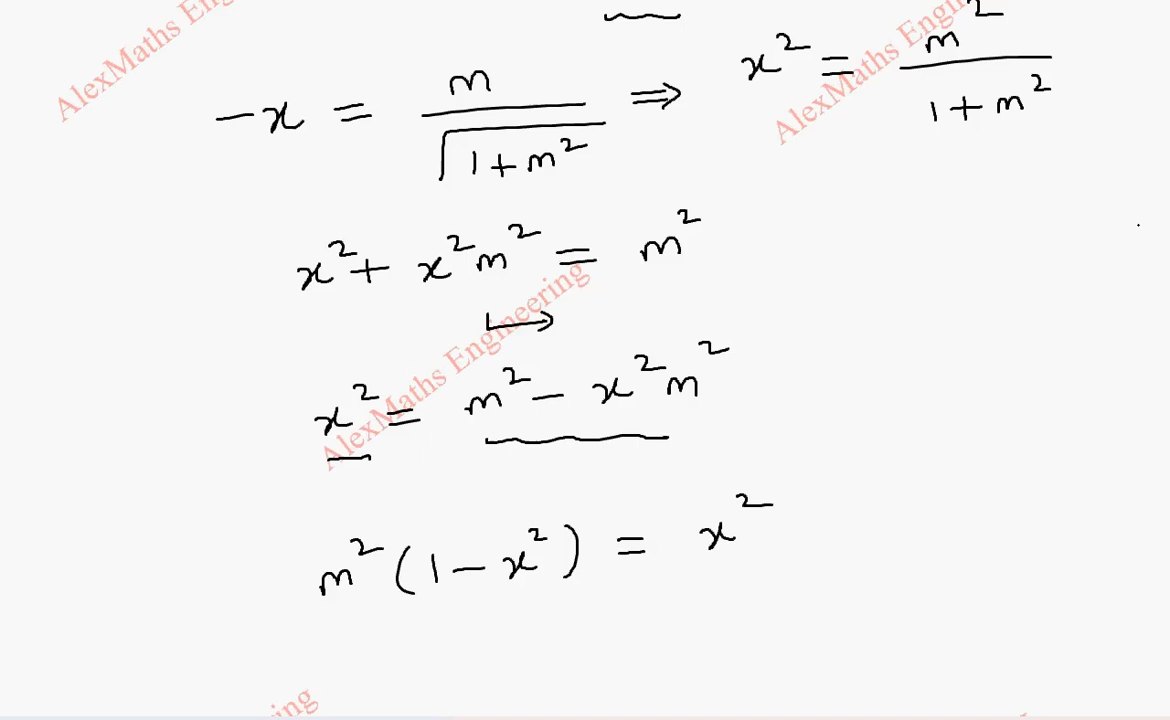 -x = m/√(1+m²) ⇒ x² = m²/(1+m²)
x² + x²m² = m²
x² = m² - x²m²
m²(1-x²) = x²
AlexMaths Engineering